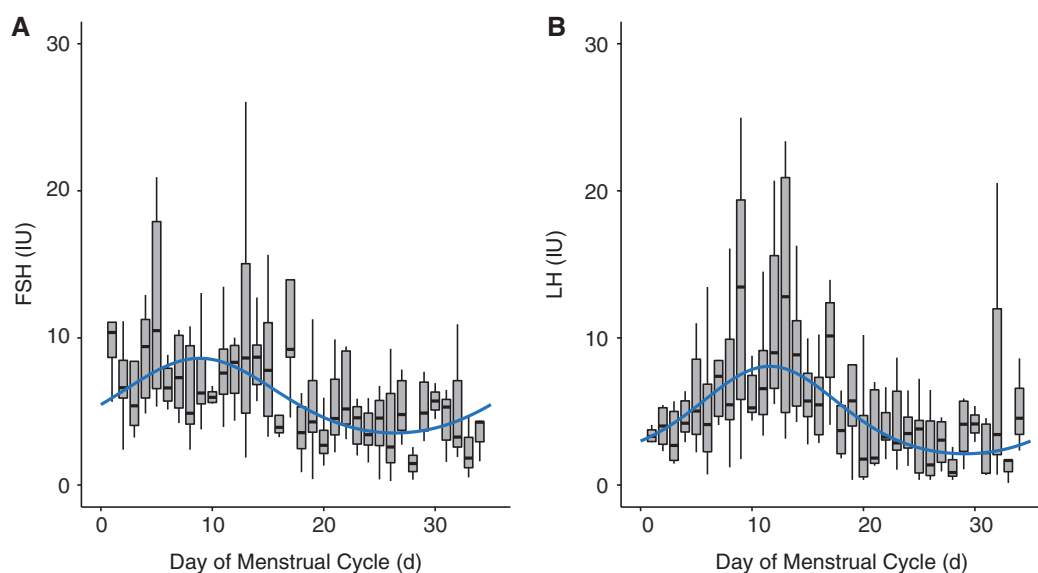 A
30
20
10
0
FSH (IU)
0 10 20 30
Day of Menstrual Cycle (d)
B
30
20
10
0
LH (IU)
0 10 20 30
Day of Menstrual Cycle (d)